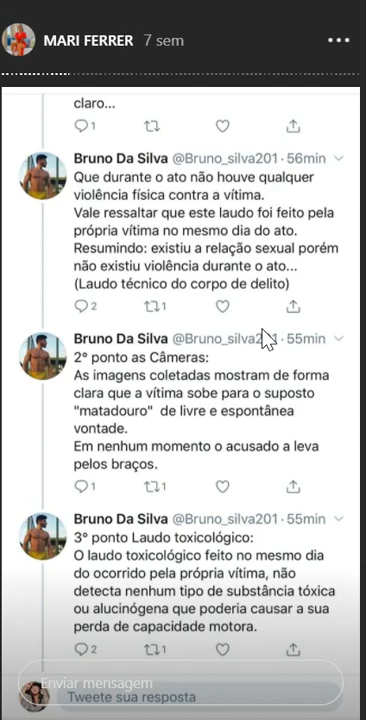 MARI FERRER 7 sem
claro...
1
Bruno Da Silva @Bruno_silva201 · 56min
Que durante o ato não houve qualquer
violência física contra a vítima.
Vale ressaltar que este laudo foi feito pela
própria vítima no mesmo dia do ato.
Resumindo: existiu a relação sexual porém
não existiu violência durante o ato...
(Laudo técnico do corpo de delito)
2 1
Bruno Da Silva @Bruno_silva201 · 55min
2º ponto as Câmeras:
As imagens coletadas mostram de forma
clara que a vítima sobe para o suposto
"matadouro" de livre e espontânea
vontade.
Em nenhum momento o acusado a leva
pelos braços.
1 1
Bruno Da Silva @Bruno_silva201 · 55min
3º ponto Laudo toxicológico:
O laudo toxicológico feito no mesmo dia
do ocorrido pela própria vítima, não
detecta nenhum tipo de substância tóxica
ou alucinógena que poderia causar a sua
perda de capacidade motora.
2 1
Enviar mensagem
Tweete sua resposta